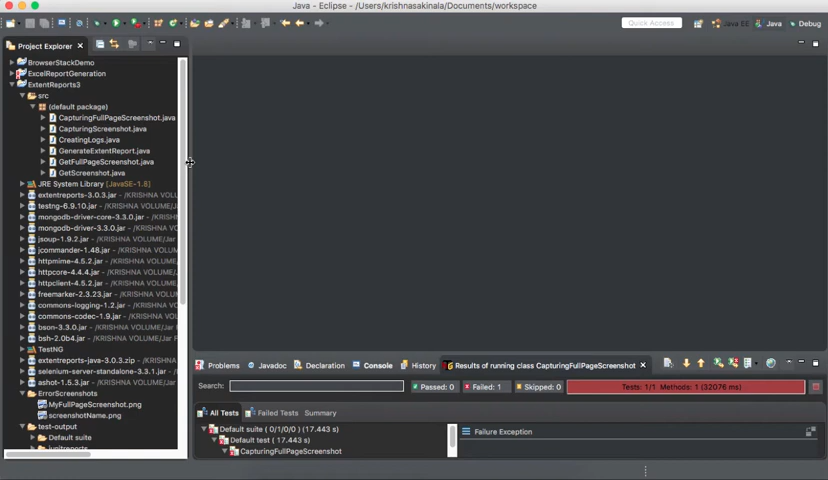 Java - Eclipse - /Users/krishnasakinala/Documents/workspace
Quick Access
Java EE
Java
Debug
Project Explorer
BrowserStackDemo
ExcelReportGeneration
ExtentReports3
src
(default package)
CapturingFullPageScreenshot.java
CapturingScreenshot.java
CreatingLogs.java
GenerateExtentReport.java
GetFullPageScreenshot.java
GetScreenshot.java
JRE System Library [JavaSE-1.8]
extentreports-3.0.3.jar - /KRISHNA VOLU
testng-6.9.10.jar - /KRISHNA VOLUME/Ja
mongodb-driver-core-3.3.0.jar - /KRISH
mongodb-driver-3.3.0.jar - /KRISHNA VO
jsoup-1.9.2.jar - /KRISHNA VOLUME/Jar
jcommander-1.48.jar - /KRISHNA VOLUM
httpmime-4.5.2.jar - /KRISHNA VOLUME
httpcore-4.4.4.jar - /KRISHNA VOLUME/
httpclient-4.5.2.jar - /KRISHNA VOLUME
freemarker-2.3.23.jar - /KRISHNA VOLU
commons-logging-1.2.jar - /KRISHNA VO
commons-codec-1.9.jar - /KRISHNA VOL
bson-3.3.0.jar - /KRISHNA VOLUME/Jar
bsh-2.0b4.jar - /KRISHNA VOLUME/Jar F
TestNG
extentreports-java-3.0.3.zip - /KRISHNA
selenium-server-standalone-3.3.1.jar - /
ashot-1.5.3.jar - /KRISHNA VOLUME/Jar
ErrorScreenshots
MyFullPageScreenshot.png
screenshotName.png
test-output
Default suite
junitreports
Problems
Javadoc
Declaration
Console
History
Results of running class CapturingFullPageScreenshot
Search:
Passed: 0
Failed: 1
Skipped: 0
Tests: 1/1 Methods: 1 (32076 ms)
All Tests
Failed Tests
Summary
Default suite ( 0/1/0/0 ) (17.443 s)
Default test ( 17.443 s)
CapturingFullPageScreenshot
Failure Exception